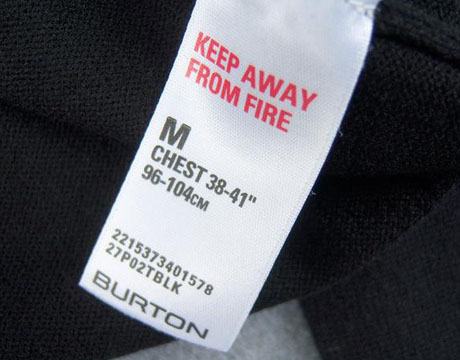 KEEP AWAY
FROM FIRE
M
CHEST 38-41"
96-104CM
2215373401578
27P02TBLK
BURTON